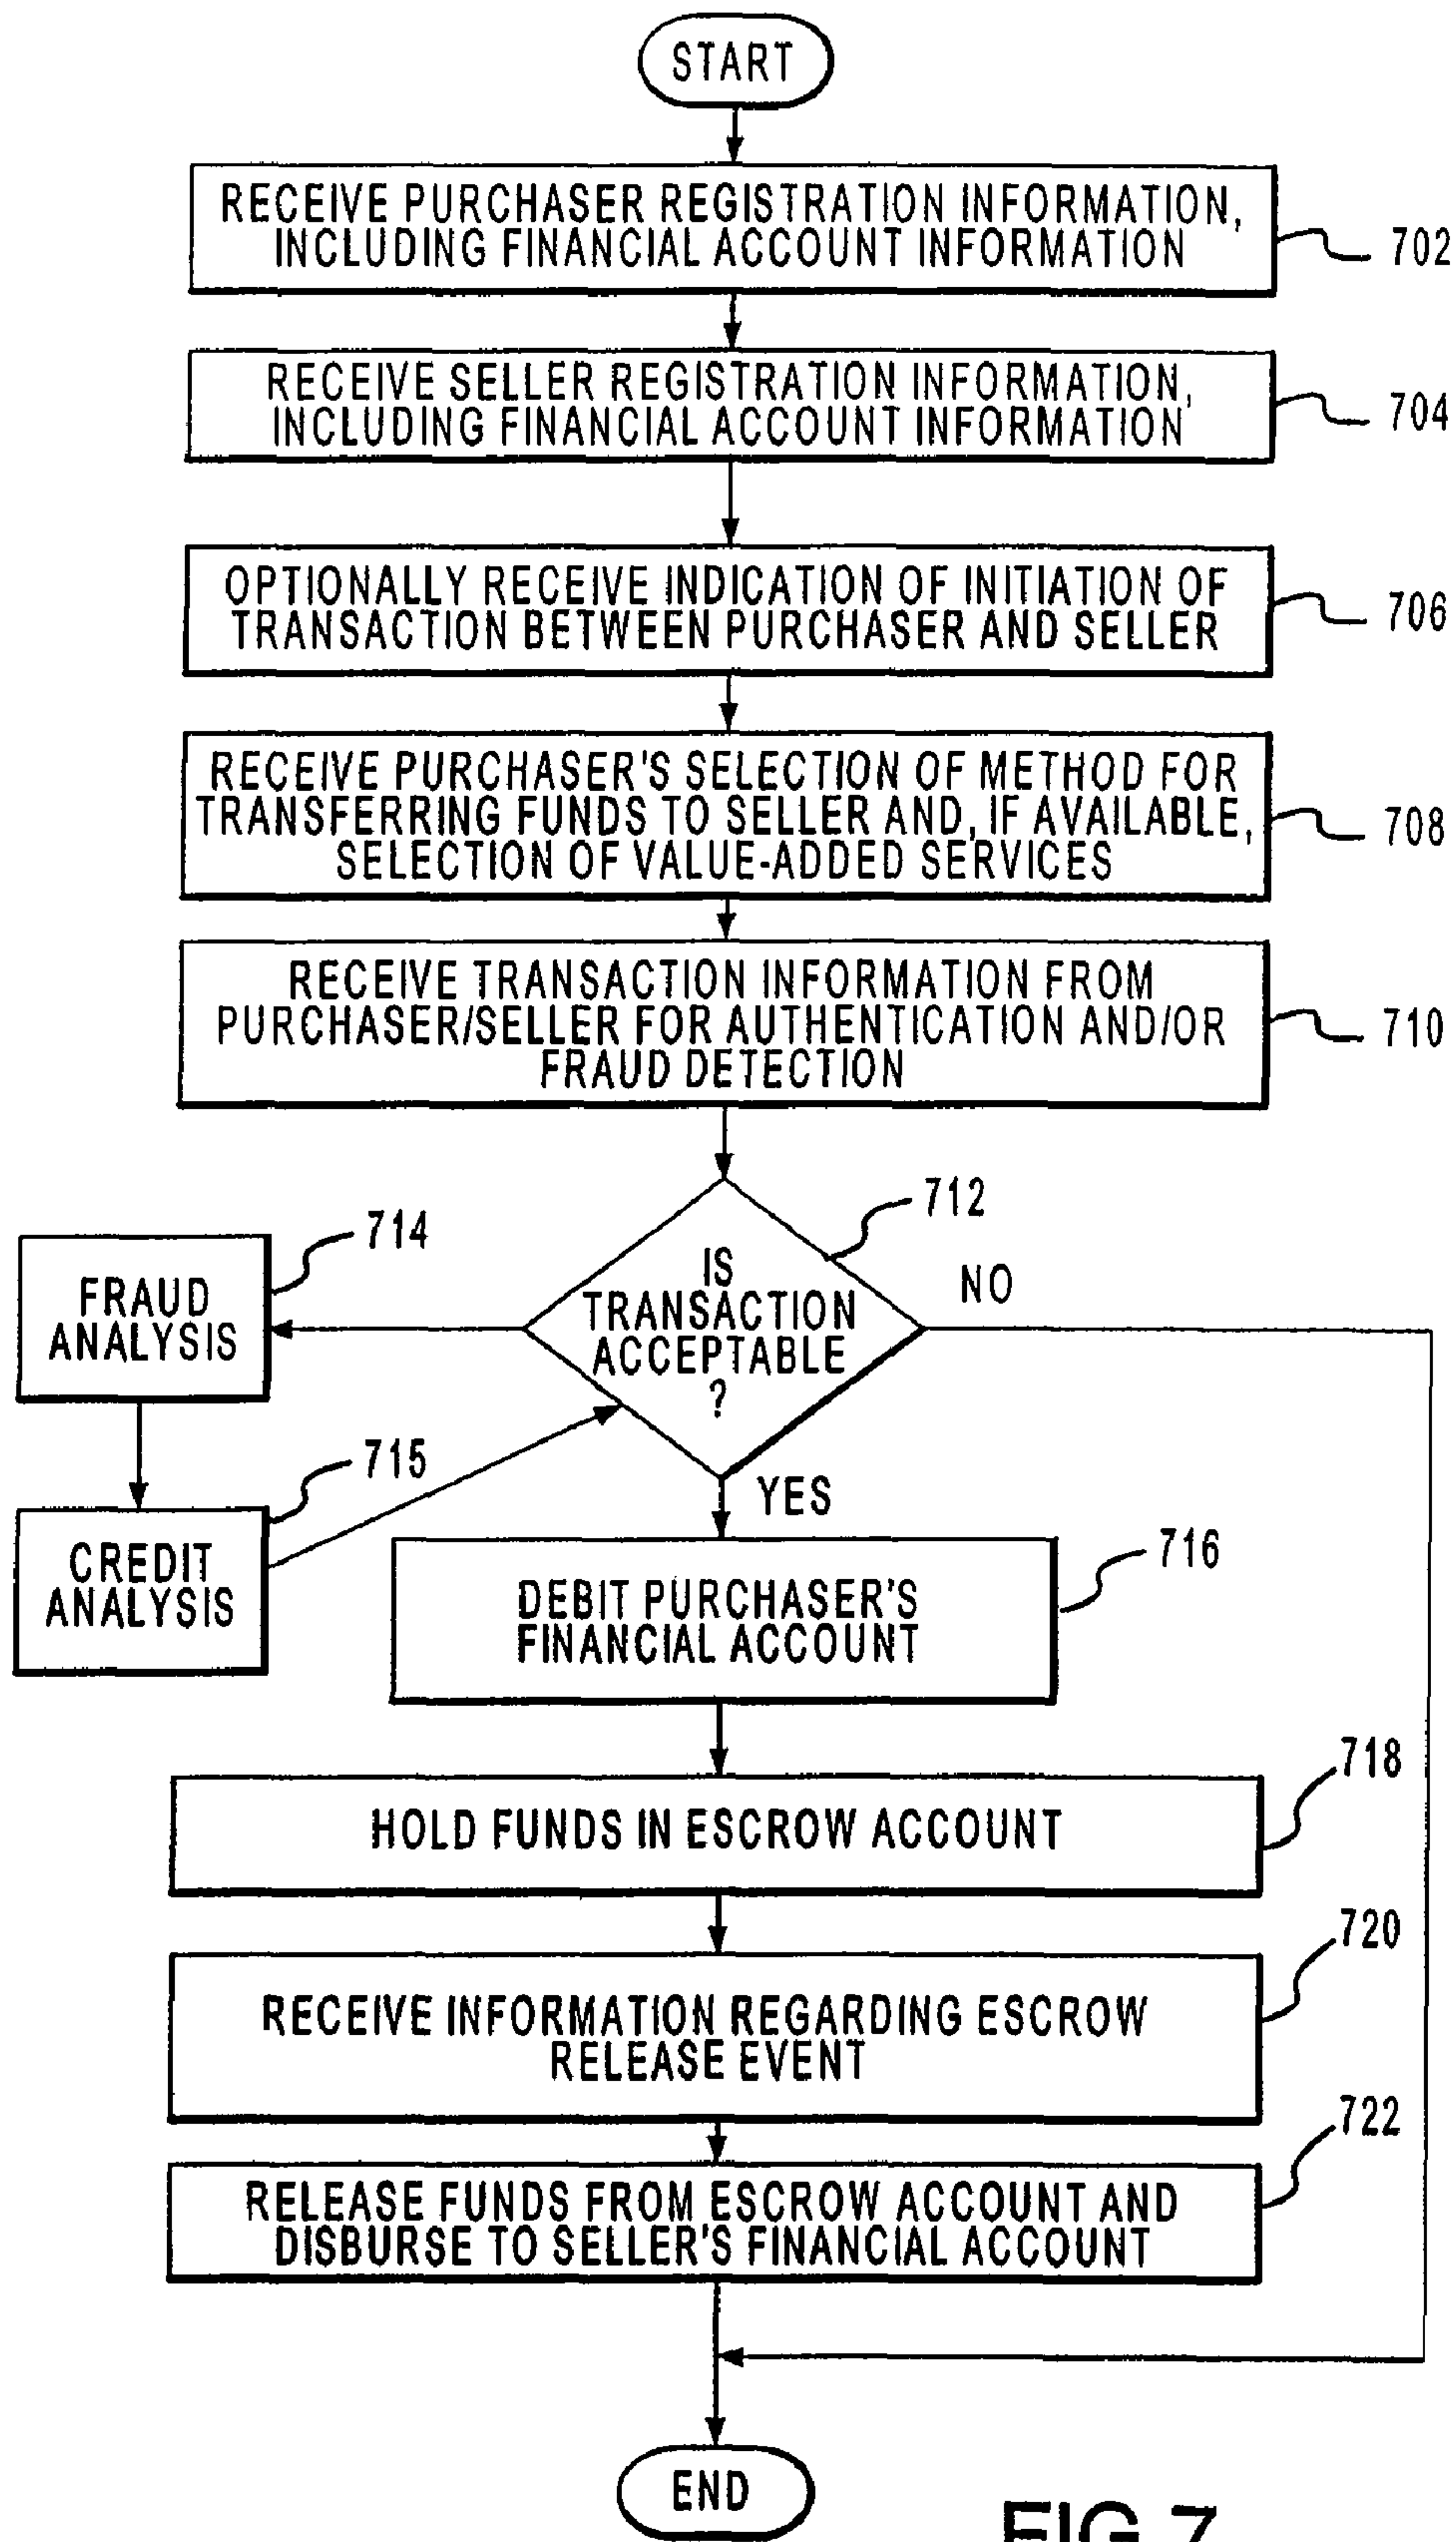 START
RECEIVE PURCHASER REGISTRATION INFORMATION,
INCLUDING FINANCIAL ACCOUNT INFORMATION
702
RECEIVE SELLER REGISTRATION INFORMATION,
INCLUDING FINANCIAL ACCOUNT INFORMATION
704
OPTIONALLY RECEIVE INDICATION OF INITIATION OF
TRANSACTION BETWEEN PURCHASER AND SELLER
706
RECEIVE PURCHASER'S SELECTION OF METHOD FOR
TRANSFERRING FUNDS TO SELLER AND, IF AVAILABLE,
SELECTION OF VALUE-ADDED SERVICES
708
RECEIVE TRANSACTION INFORMATION FROM
PURCHASER/SELLER FOR AUTHENTICATION AND/OR
FRAUD DETECTION
710
712
IS
TRANSACTION
ACCEPTABLE
?
NO
YES
714
FRAUD
ANALYSIS
715
CREDIT
ANALYSIS
716
DEBIT PURCHASER'S
FINANCIAL ACCOUNT
718
HOLD FUNDS IN ESCROW ACCOUNT
720
RECEIVE INFORMATION REGARDING ESCROW
RELEASE EVENT
722
RELEASE FUNDS FROM ESCROW ACCOUNT AND
DISBURSE TO SELLER'S FINANCIAL ACCOUNT
END
FIG.7